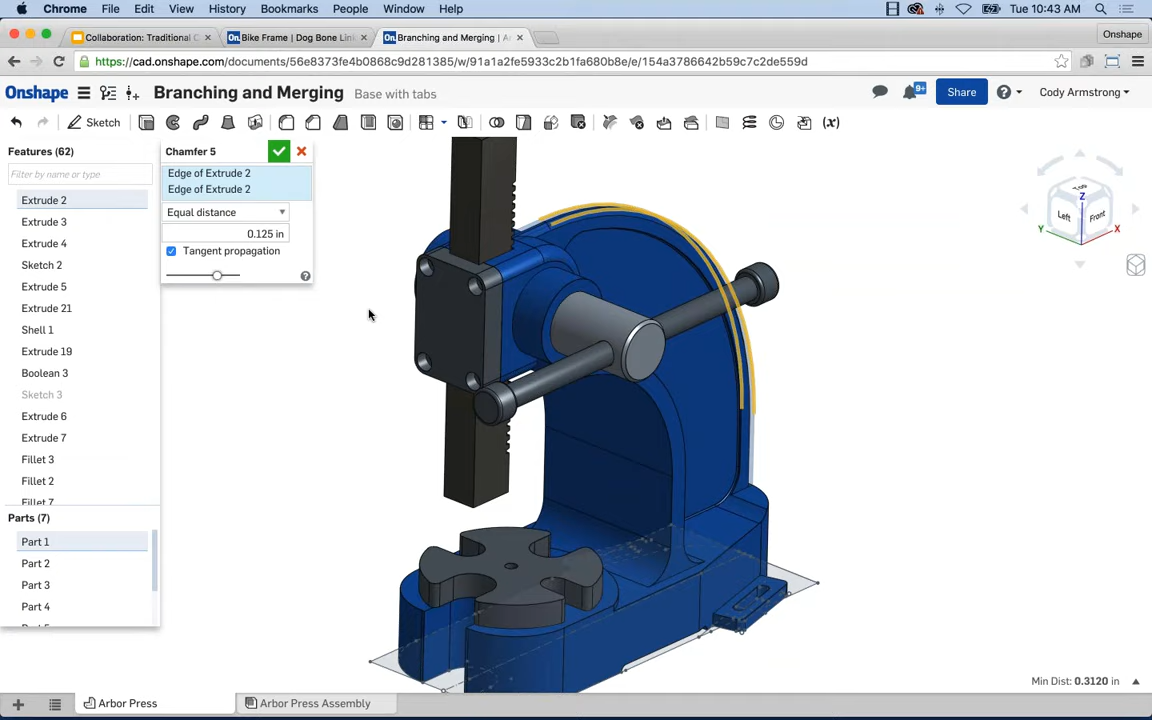 Chrome File Edit View History Bookmarks People Window Help Tue 10:43 AM
Collaboration: Traditional C
Bike Frame | Dog Bone Lin
Branching and Merging | A
Onshape
https://cad.onshape.com/documents/56e8373fe4b0868c9d281385/w/91a1a2fe5933c2b1fa680b8e/e/154a3786642b59c7c2de559d
Onshape Branching and Merging Base with tabs 9+ Share Cody Armstrong
Sketch (x)
Features (62)
Filter by name or type
Extrude 2
Extrude 3
Extrude 4
Sketch 2
Extrude 5
Extrude 21
Shell 1
Extrude 19
Boolean 3
Sketch 3
Extrude 6
Extrude 7
Fillet 3
Fillet 2
Fillet 7
Parts (7)
Part 1
Part 2
Part 3
Part 4
Chamfer 5
Edge of Extrude 2
Edge of Extrude 2
Equal distance
0.125 in
Tangent propagation
Z
Left Front
Y X
Min Dist: 0.3120 in
Arbor Press
Arbor Press Assembly